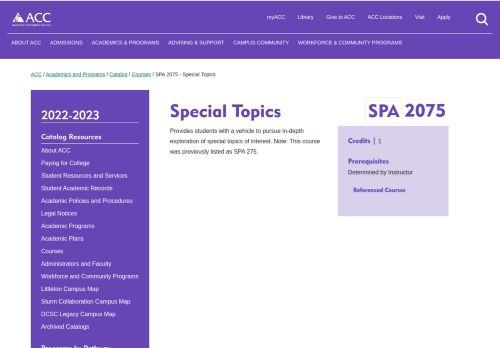 ACC
myACC Library Give to ACC ACC Locations Visit Apply
ABOUT ACC ADMISSIONS ACADEMICS & PROGRAMS ADVISING & SUPPORT CAMPUS COMMUNITY WORKFORCE & COMMUNITY PROGRAMS
ACC / Academics and Programs / Catalog / Courses / SPA 2075 - Special Topics
2022-2023
Catalog Resources
About ACC
Paying for College
Student Resources and Services
Student Academic Records
Academic Policies and Procedures
Legal Notices
Academic Programs
Academic Plans
Courses
Administrators and Faculty
Workforce and Community Programs
Littleton Campus Map
Sturm Collaboration Campus Map
DCSC Legacy Campus Map
Archived Catalogs
Special Topics
Provides students with a vehicle to pursue in-depth
exploration of special topics of interest. Note: This course
was previously listed as SPA 275.
SPA 2075
Credits | 1
Prerequisites
Determined by Instructor
Referenced Courses